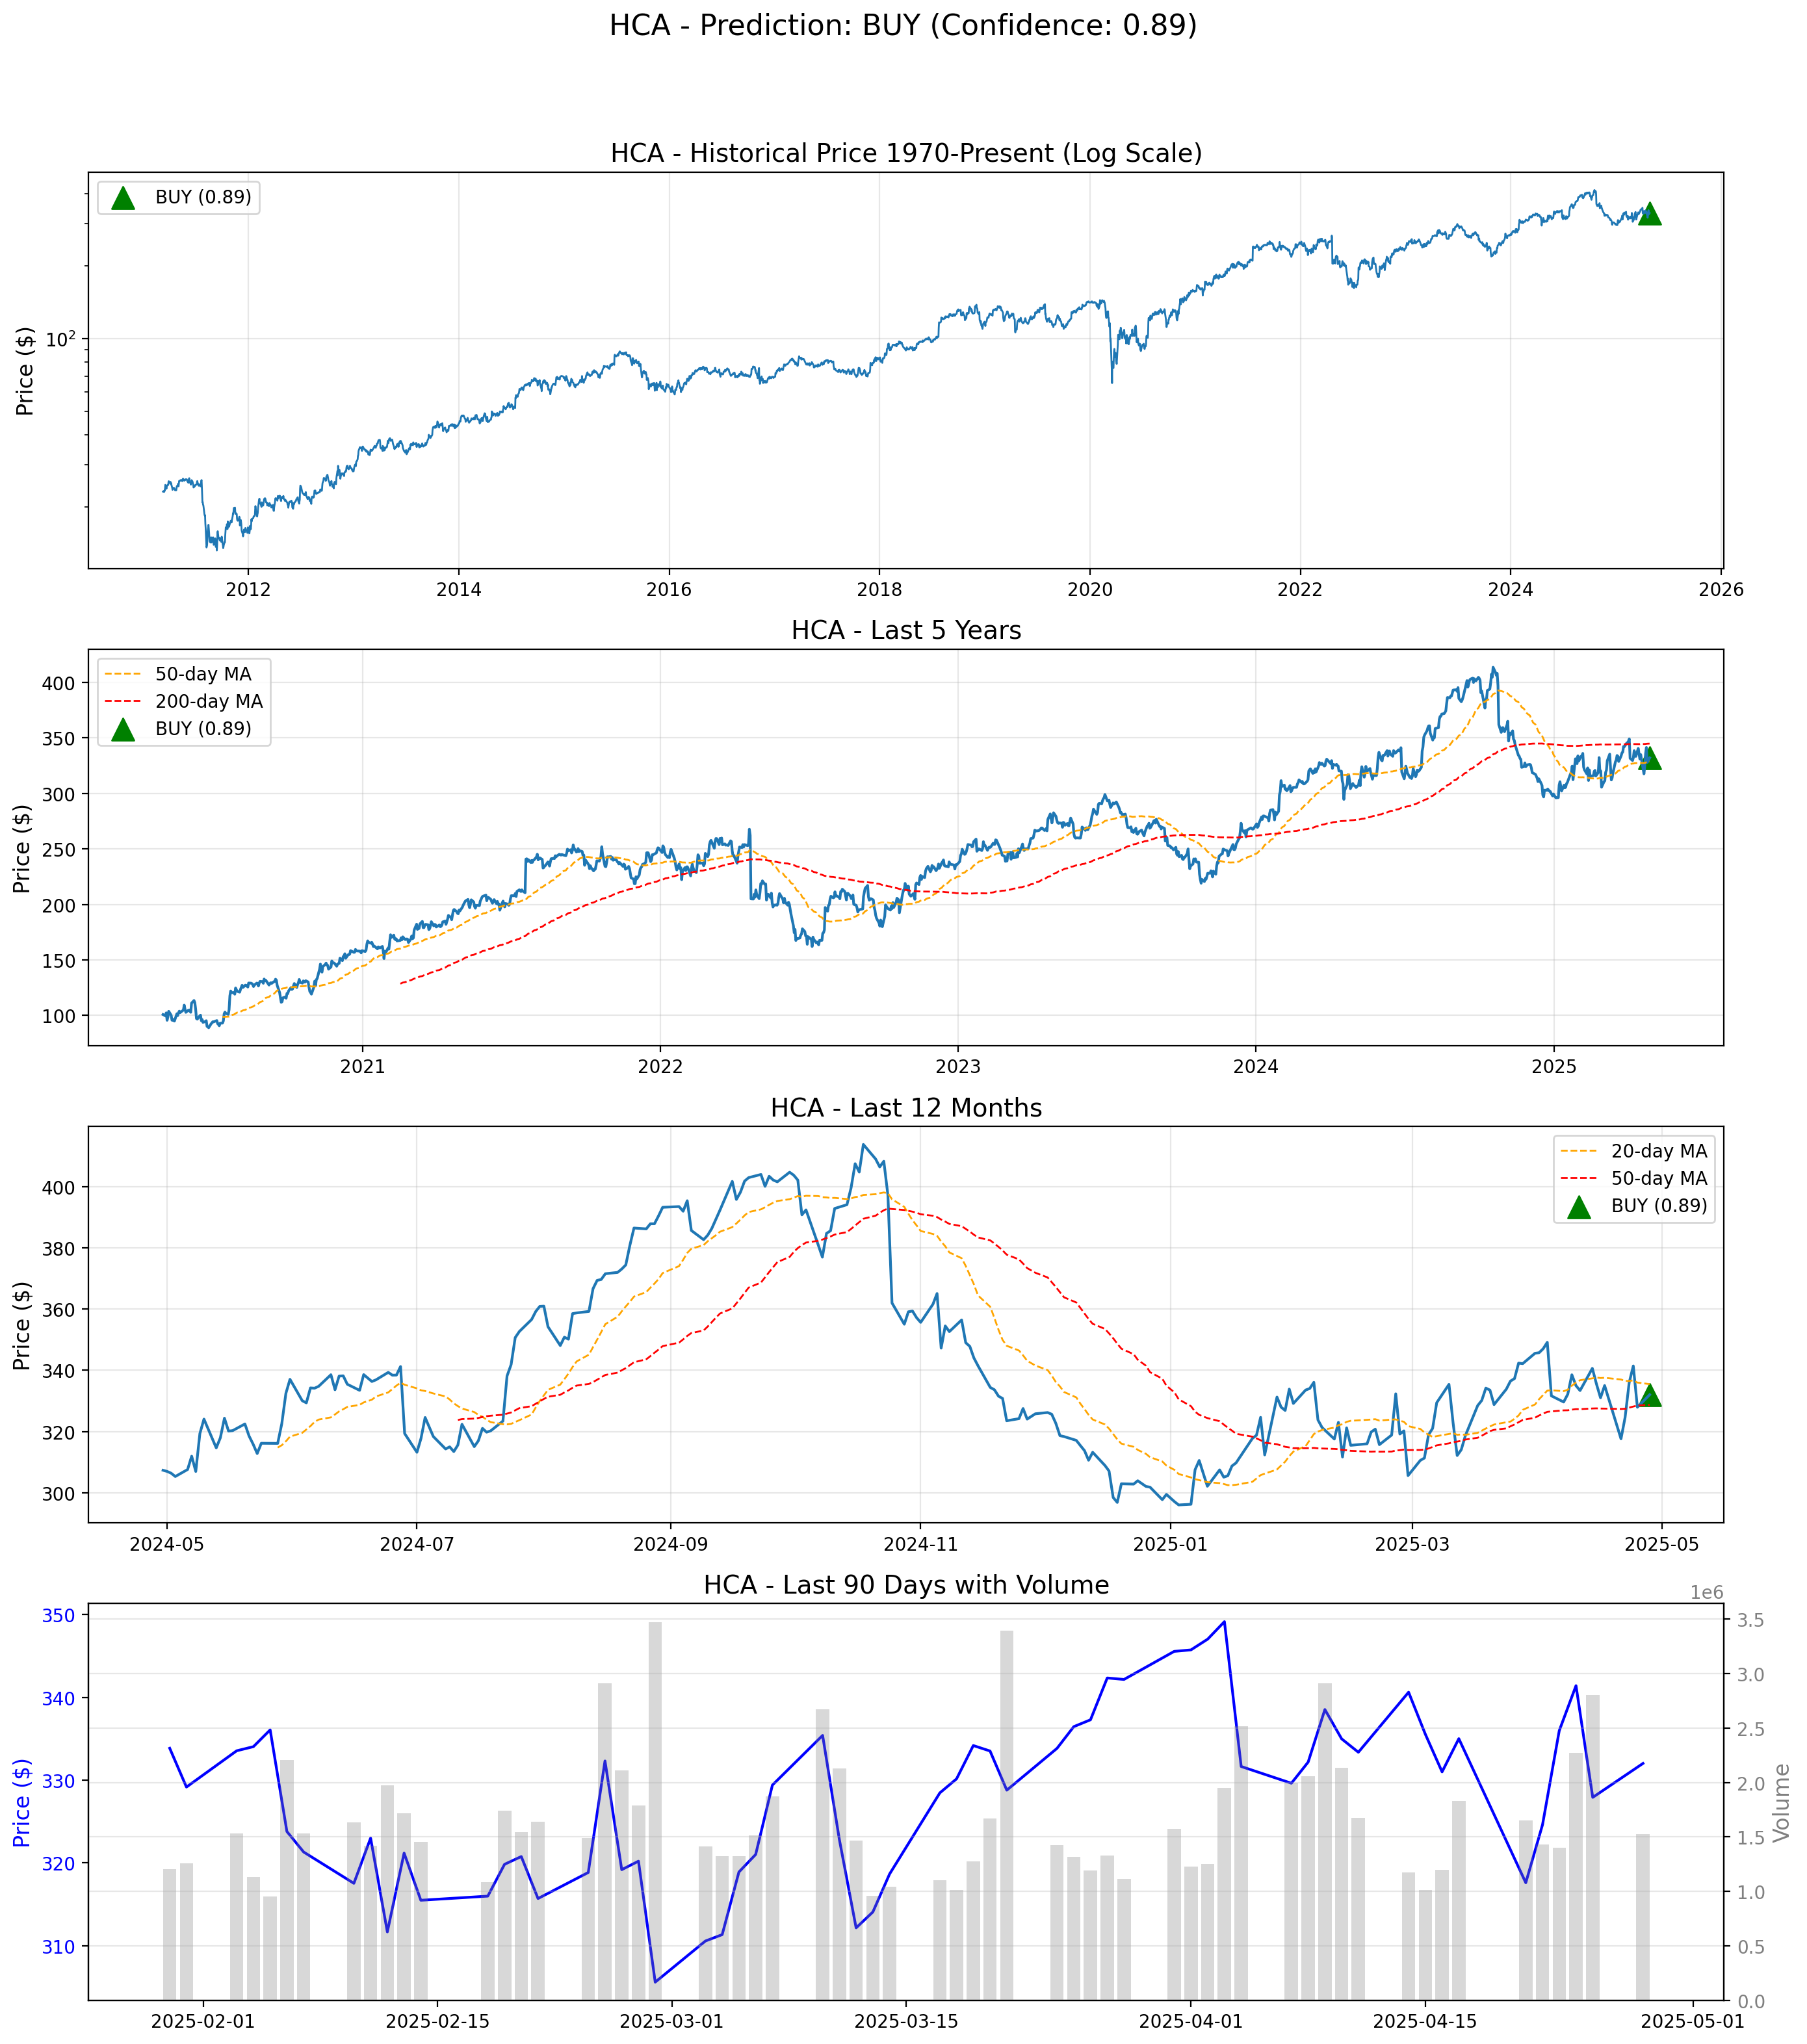 HCA - Prediction: BUY (Confidence: 0.89)
HCA - Historical Price 1970-Present (Log Scale)
BUY (0.89)
Price ($)
10²
2012 2014 2016 2018 2020 2022 2024 2026
HCA - Last 5 Years
50-day MA
200-day MA
BUY (0.89)
Price ($)
400
350
300
250
200
150
100
2021 2022 2023 2024 2025
HCA - Last 12 Months
20-day MA
50-day MA
BUY (0.89)
Price ($)
400
380
360
340
320
300
2024-05 2024-07 2024-09 2024-11 2025-01 2025-03 2025-05
HCA - Last 90 Days with Volume
1e6
Price ($)
350
340
330
320
310
3.5
3.0
2.5
2.0
1.5
1.0
0.5
0.0
Volume
2025-02-01 2025-02-15 2025-03-01 2025-03-15 2025-04-01 2025-04-15 2025-05-01